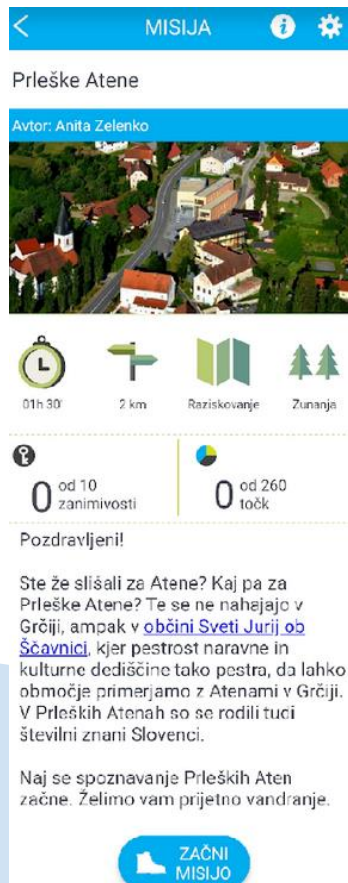 MISIJA
Prleške Atene
Avtor: Anita Zelenko
01h 30'
2 km
Raziskovanje
Zunanja
0 od 10
zanimivosti
0 od 260
točk
Pozdravljeni!
Ste že slišali za Atene? Kaj pa za
Prleške Atene? Te se ne nahajajo v
Grčiji, ampak v občini Sveti Jurij ob
Ščavnici, kjer pestrost naravne in
kulturne dediščine tako pestra, da lahko
območje primerjamo z Atenami v Grčiji.
V Prleških Atenah so se rodili tudi
številni znani Slovenci.
Naj se spoznavanje Prleških Aten
začne. Želimo vam prijetno vandranje.
ZAČNI
MISIJO